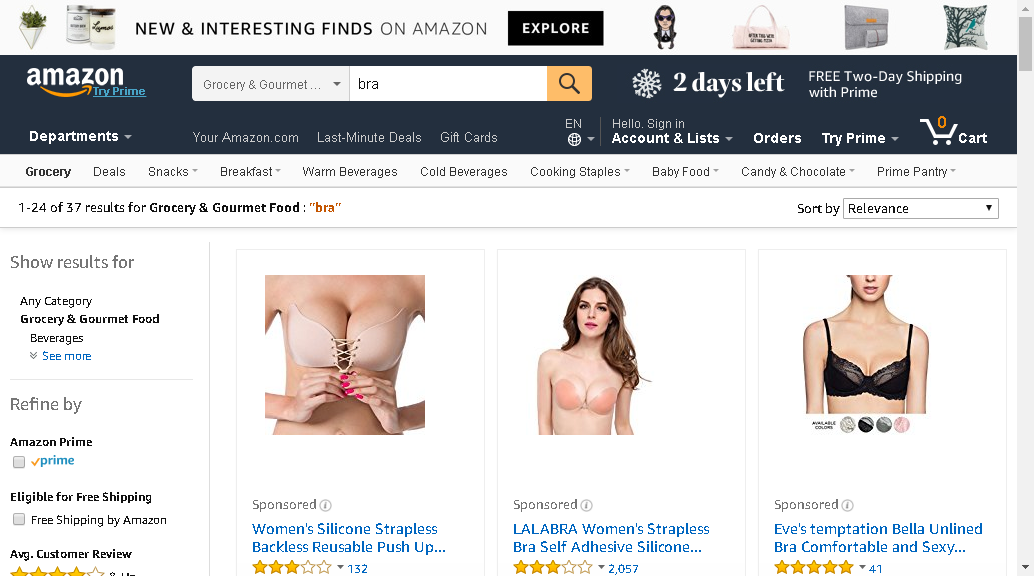 NEW & INTERESTING FINDS ON AMAZON EXPLORE
amazon
Try Prime
Grocery & Gourmet ... bra
2 days left
FREE Two-Day Shipping
with Prime
Departments
Your Amazon.com Last-Minute Deals Gift Cards
EN
Hello. Sign in
Account & Lists Orders Try Prime 0 Cart
Grocery Deals Snacks Breakfast Warm Beverages Cold Beverages Cooking Staples Baby Food Candy & Chocolate Prime Pantry
1-24 of 37 results for Grocery & Gourmet Food : "bra"
Sort by Relevance
Show results for
Any Category
Grocery & Gourmet Food
Beverages
See more
Refine by
Amazon Prime
prime
Eligible for Free Shipping
Free Shipping by Amazon
Avg. Customer Review
Sponsored
Women's Silicone Strapless
Backless Reusable Push Up...
132
Sponsored
LALABRA Women's Strapless
Bra Self Adhesive Silicone...
2,057
AVAILABLE
COLORS
Sponsored
Eve's temptation Bella Unlined
Bra Comfortable and Sexy...
41